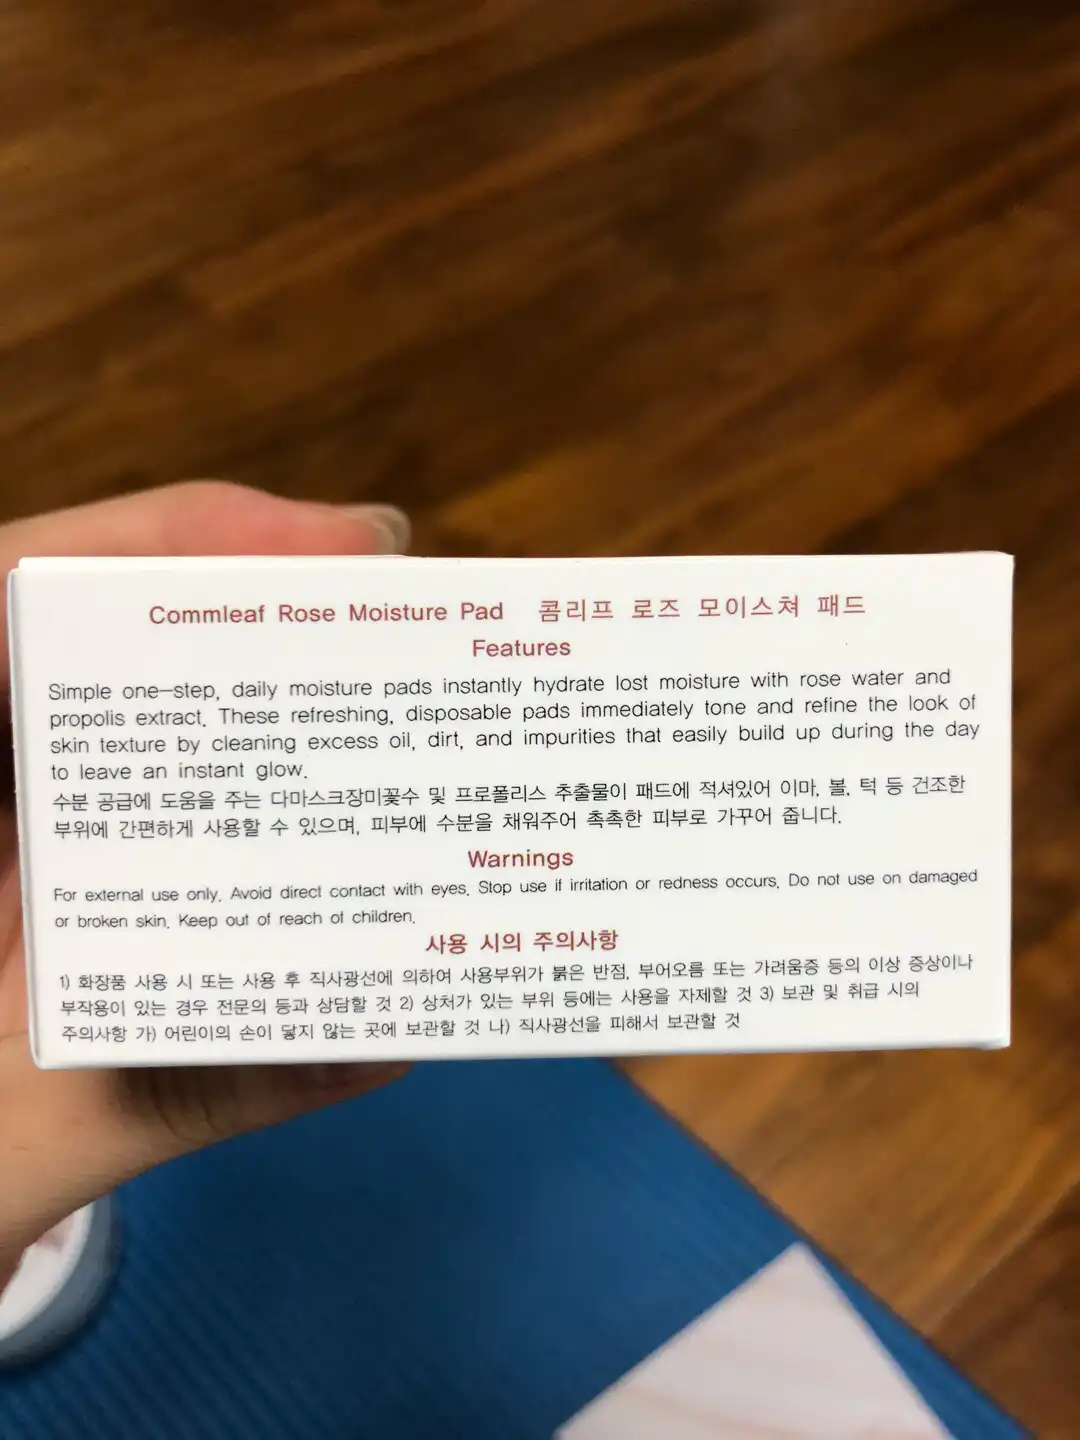 Commleaf Rose Moisture Pad 콤리프 로즈 모이스쳐 패드
Features
Simple one-step, daily moisture pads instantly hydrate lost moisture with rose water and
propolis extract. These refreshing, disposable pads immediately tone and refine the look of
skin texture by cleaning excess oil, dirt, and impurities that easily build up during the day
to leave an instant glow.
수분 공급에 도움을 주는 다마스크장미꽃수 및 프로폴리스 추출물이 패드에 적셔있어 이마, 볼, 턱 등 건조한
부위에 간편하게 사용할 수 있으며, 피부에 수분을 채워주어 촉촉한 피부로 가꾸어 줍니다.
Warnings
For external use only. Avoid direct contact with eyes. Stop use if irritation or redness occurs. Do not use on damaged
or broken skin. Keep out of reach of children.
사용 시의 주의사항
1) 화장품 사용 시 또는 사용 후 직사광선에 의하여 사용부위가 붉은 반점, 부어오름 또는 가려움증 등의 이상 증상이나
부작용이 있는 경우 전문의 등과 상담할 것 2) 상처가 있는 부위 등에는 사용을 자제할 것 3) 보관 및 취급 시의
주의사항 가) 어린이의 손이 닿지 않는 곳에 보관할 것 나) 직사광선을 피해서 보관할 것